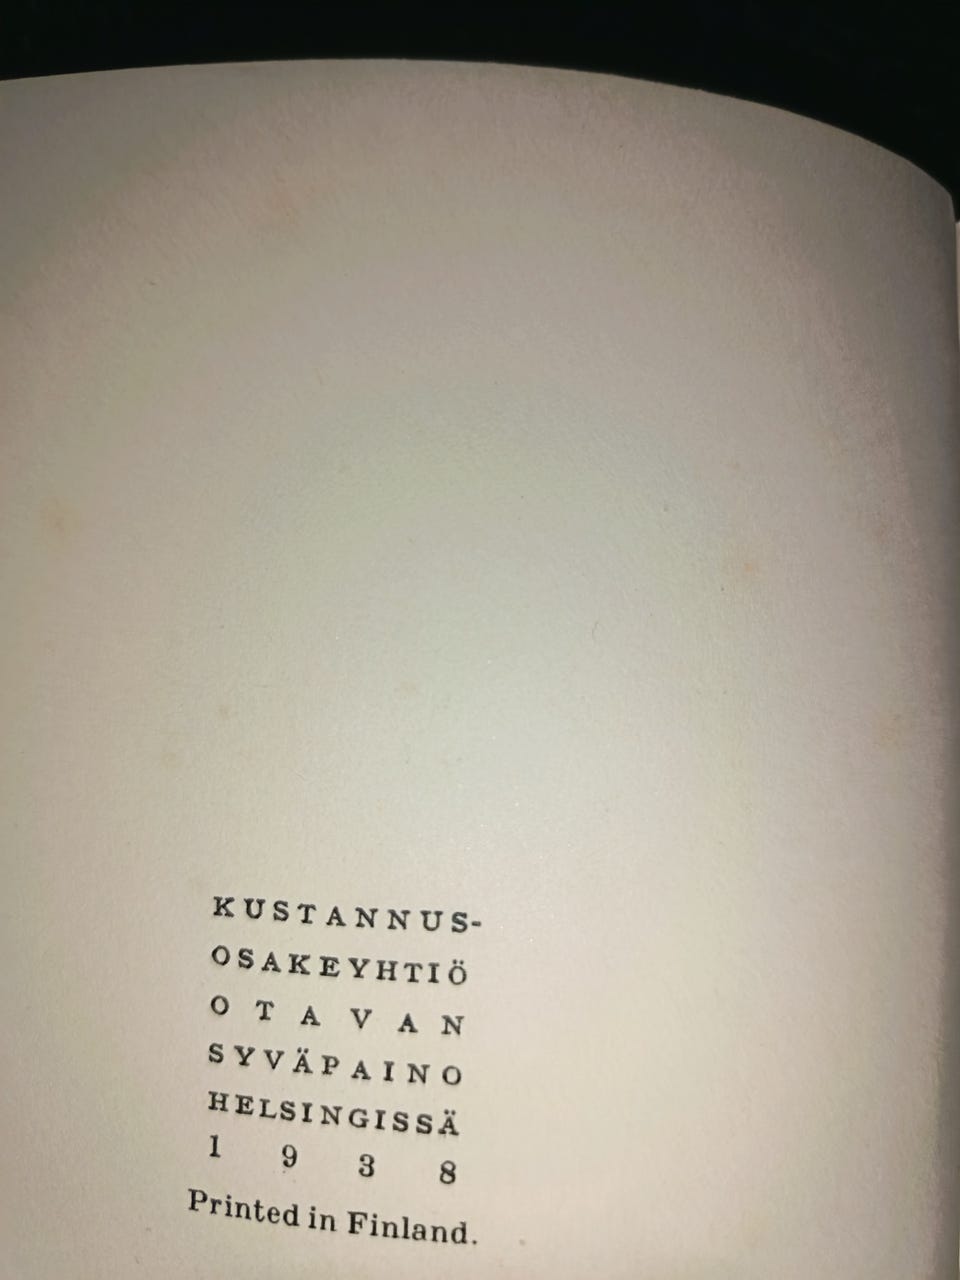 KUSTANNUS-
OSAKEYHTIÖ
OTAVAN
SYVÄPAINO
HELSINGISSÄ
1938
Printed in Finland.